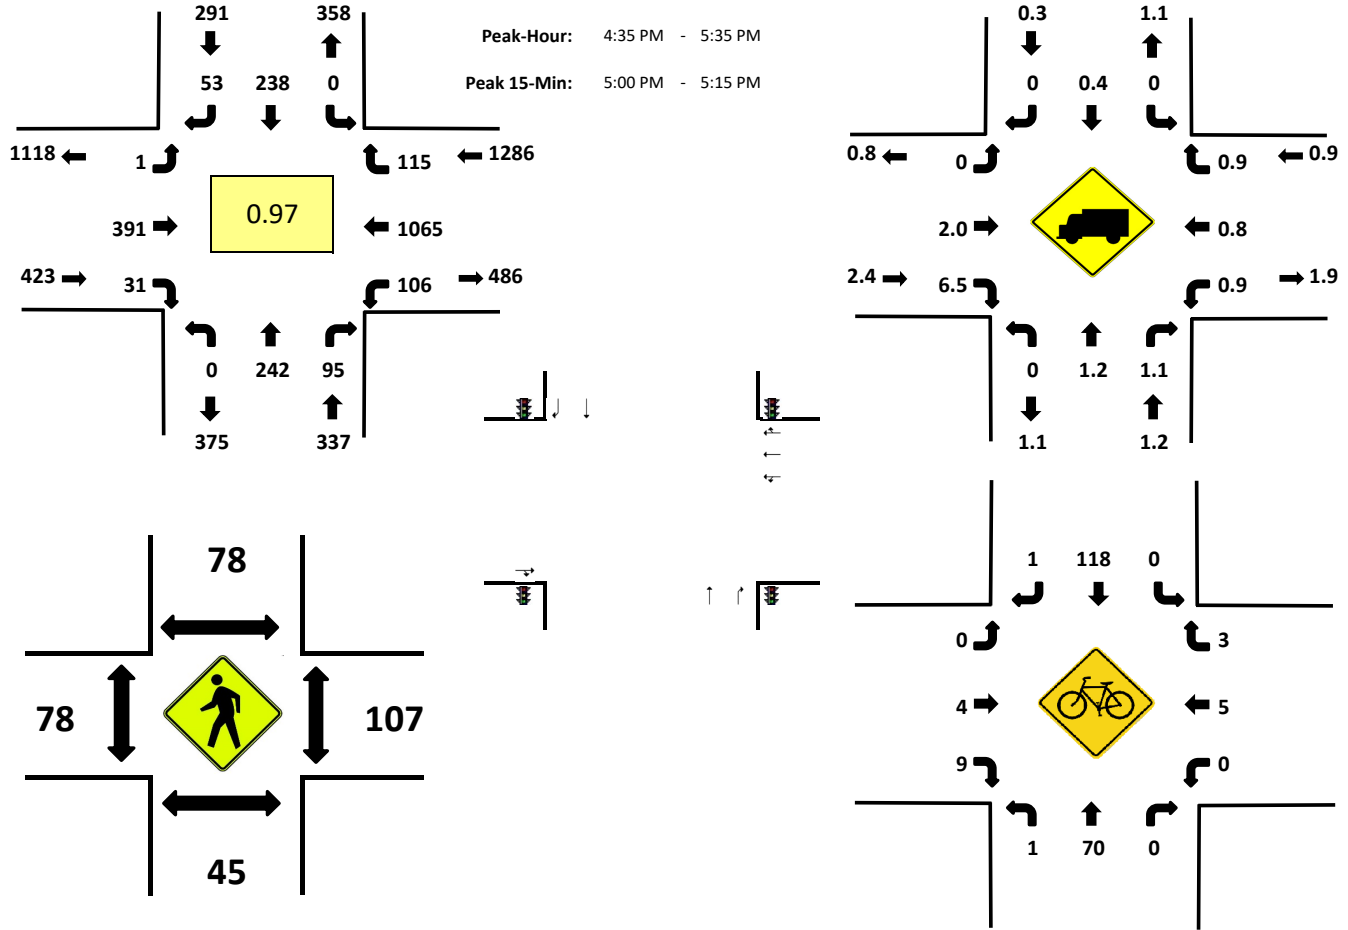 291 358
Peak-Hour: 4:35 PM - 5:35 PM
53 238 0
Peak 15-Min: 5:00 PM - 5:15 PM
1118 1 115 1286
0.97
391 1065
423 31 106 486
0 242 95
375 337
0.3 1.1
0 0.4 0
0.8 0 0.9 0.9
2.0 0.8
2.4 6.5 0.9 1.9
0 1.2 1.1
1.1 1.2
78
78 107
45
1 118 0
0 3
4 5
9 0
1 70 0